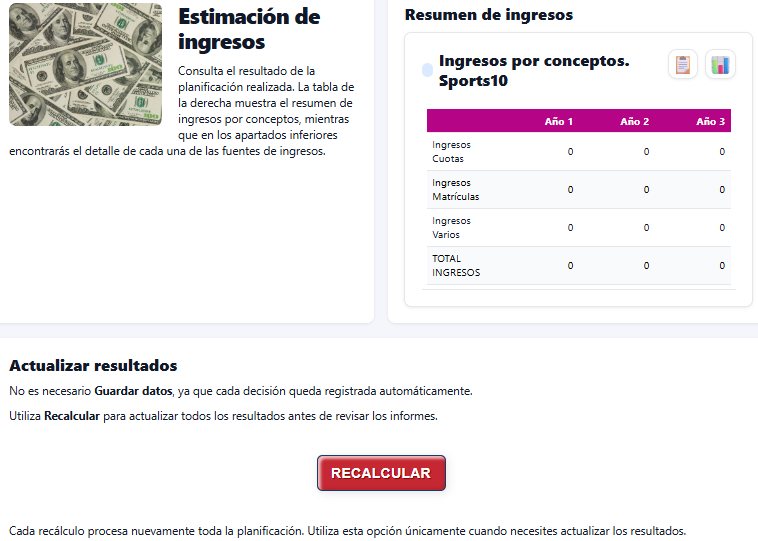 Estimación de
ingresos
Consulta el resultado de la
planificación realizada. La tabla de
la derecha muestra el resumen de
ingresos por conceptos, mientras
que en los apartados inferiores
encontrarás el detalle de cada una de las fuentes de ingresos.
Resumen de ingresos
Ingresos por conceptos.
Sports10
Año 1 Año 2 Año 3
Ingresos
Cuotas 0 0 0
Ingresos
Matrículas 0 0 0
Ingresos
Varios 0 0 0
TOTAL
INGRESOS 0 0 0
Actualizar resultados
No es necesario Guardar datos, ya que cada decisión queda registrada automáticamente.
Utiliza Recalcular para actualizar todos los resultados antes de revisar los informes.
RECALCULAR
Cada recálculo procesa nuevamente toda la planificación. Utiliza esta opción únicamente cuando necesites actualizar los resultados.